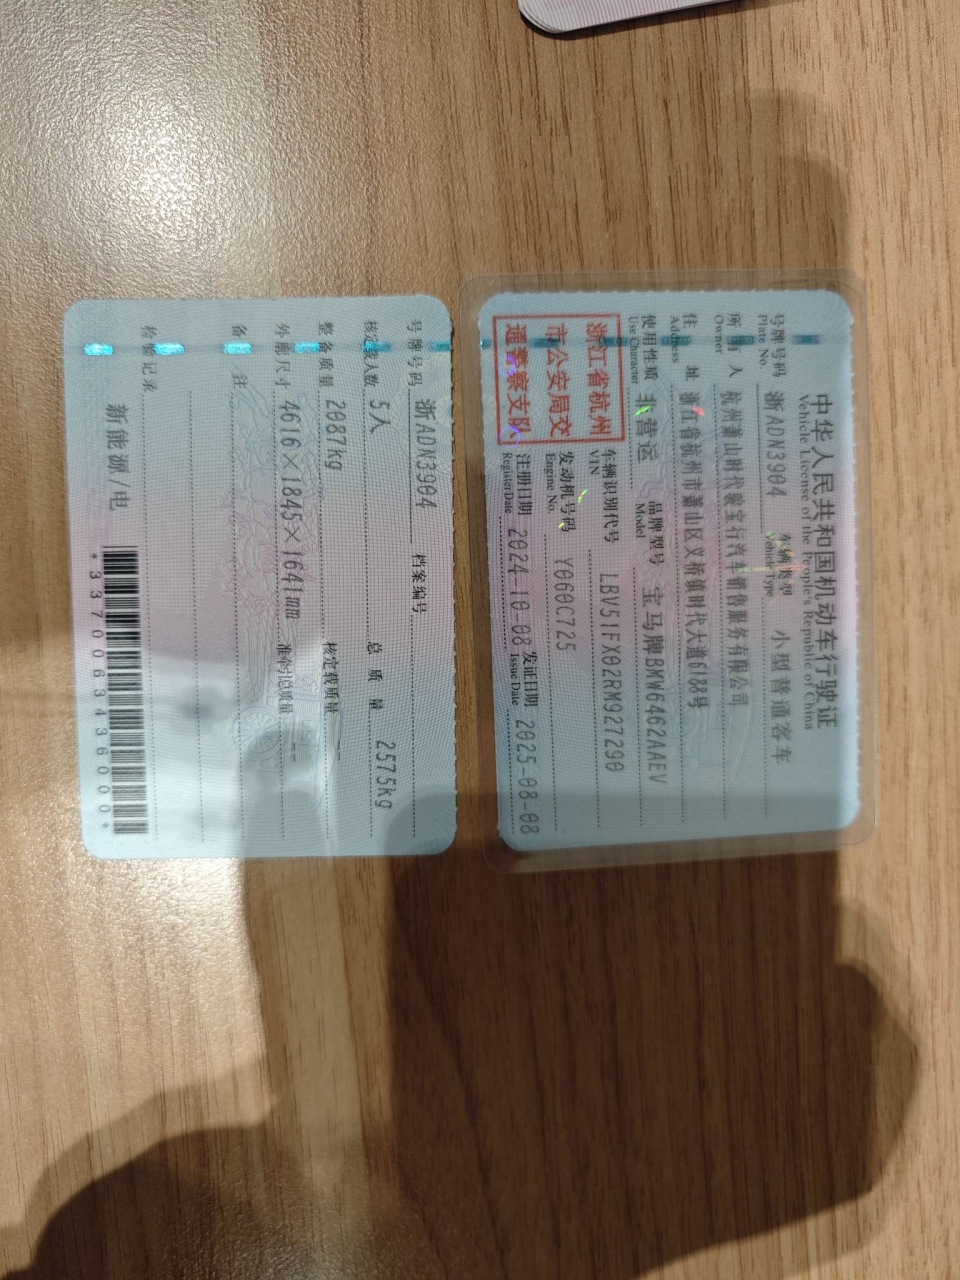 中华人民共和国机动车行驶证
Vehicle License of the People's Republic of China
号牌号码 浙ADN3904 车辆类型 小型普通客车
Plate No. Vehicle Type
所有人 杭州萧山时代骏宝行汽车销售服务有限公司
Owner
住址 浙江省杭州市萧山区义桥镇时代大道6188号
Address
使用性质 非营运 品牌型号 宝马牌BMW6462AAEV
Use Character Model
浙江省杭州
市公安局交
通警察支队
车辆识别代号 LBV51FX02RM927290
VIN
发动机号码 Y060C725
Engine No.
注册日期 2024-10-08 发证日期 2025-08-08
Register Date Issue Date
号牌号码 浙ADN3904 档案编号
核定载人数 5人 总质量 2575kg
整备质量 2087kg 核定载质量 --
外廓尺寸 4616×1845×1641mm 准牵引总质量 --
备注
检验记录
新能源/电
*3370063436000*